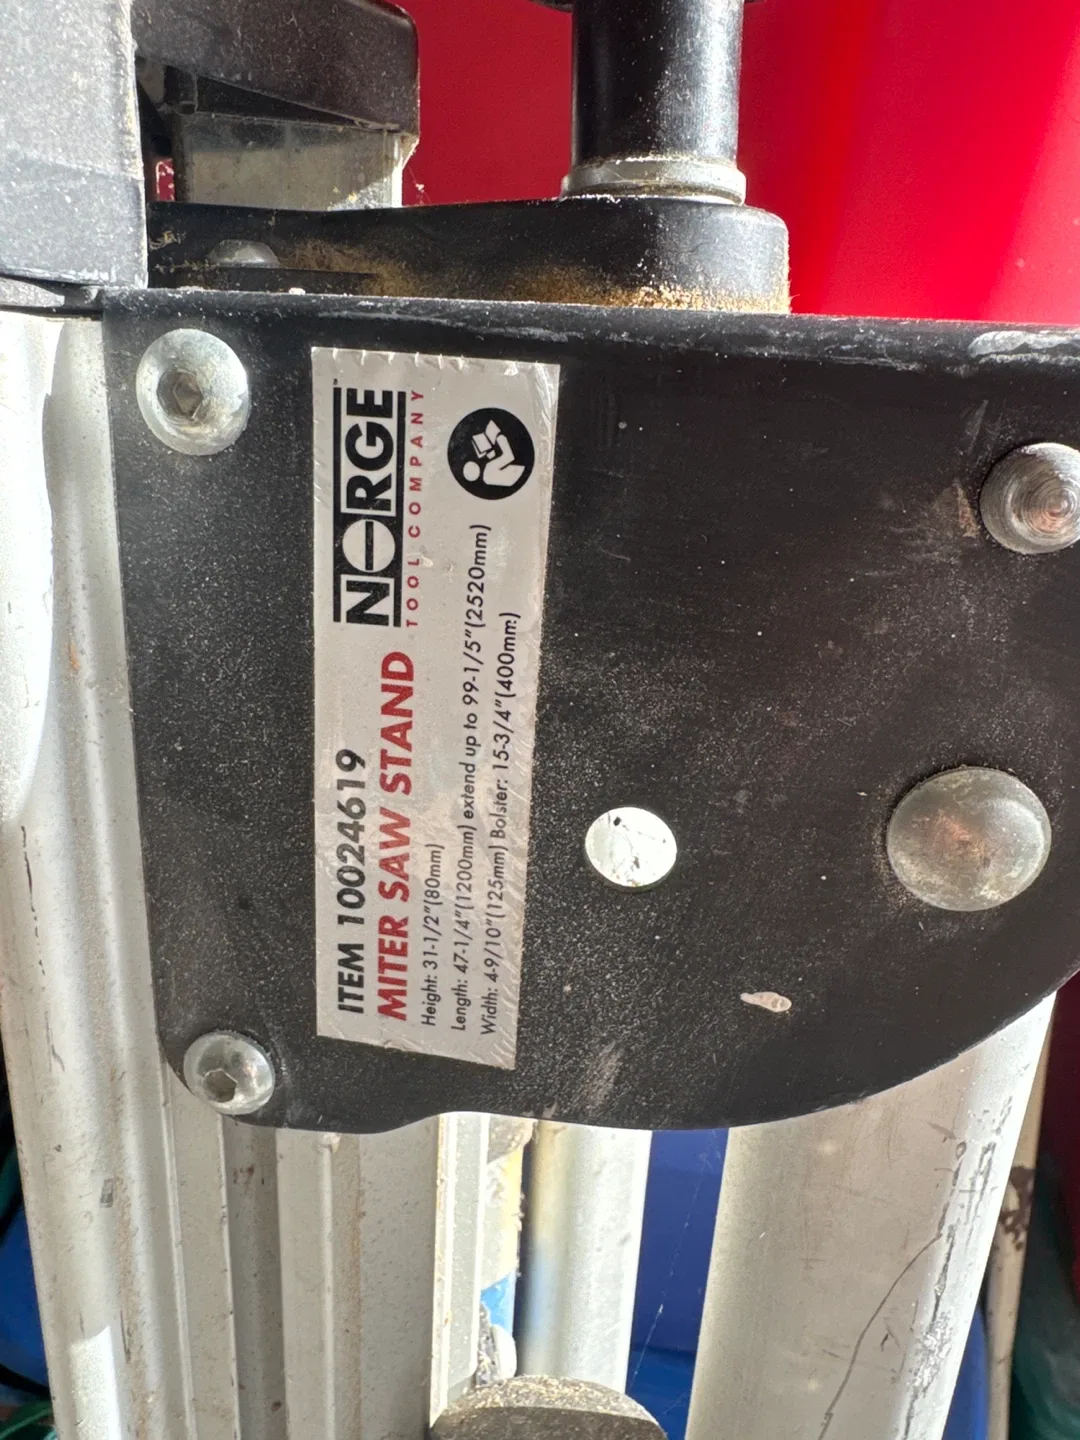 ITEM 10024619
NORGE™
MITER SAW STAND
TOOL COMPANY
Height: 31-1/2"(80mm)
Length: 47-1/4"(1200mm) extend up to 99-1/5"(2520mm)
Width: 4-9/10"(125mm) Bolster: 15-3/4"(400mm)